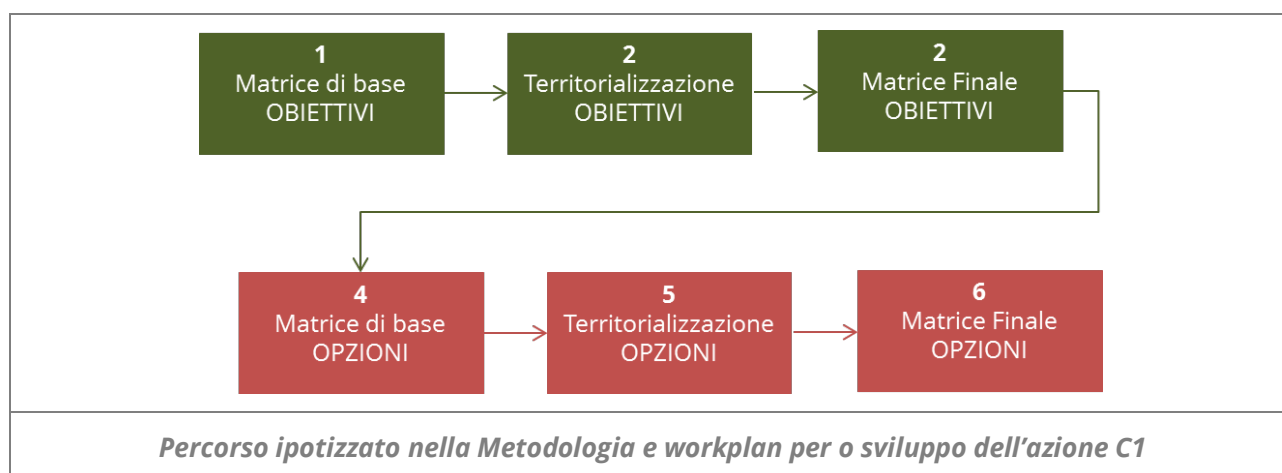 1
Matrice di base
OBIETTIVI
2
Territorializzazione
OBIETTIVI
2
Matrice Finale
OBIETTIVI
4
Matrice di base
OPZIONI
5
Territorializzazione
OPZIONI
6
Matrice Finale
OPZIONI
Percorso ipotizzato nella Metodologia e workplan per o sviluppo dell’azione C1